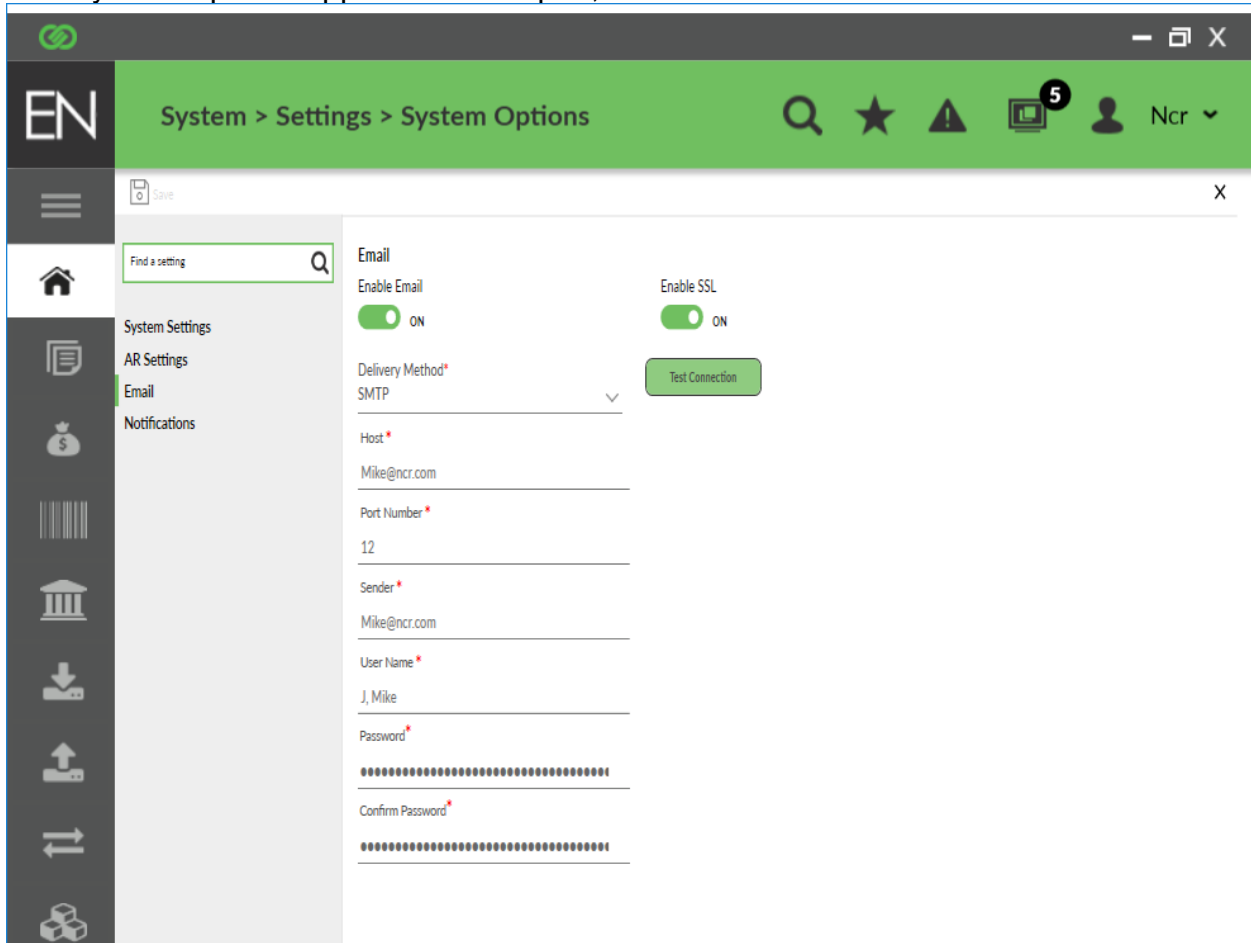 EN
System > Settings > System Options
5
Ncr
Save
X
Find a setting
System Settings
AR Settings
Email
Notifications
Email
Enable Email
Enable SSL
ON
ON
Delivery Method*
SMTP
Test Connection
Host *
Mike@ncr.com
Port Number *
12
Sender *
Mike@ncr.com
User Name *
J, Mike
Password*
Confirm Password*